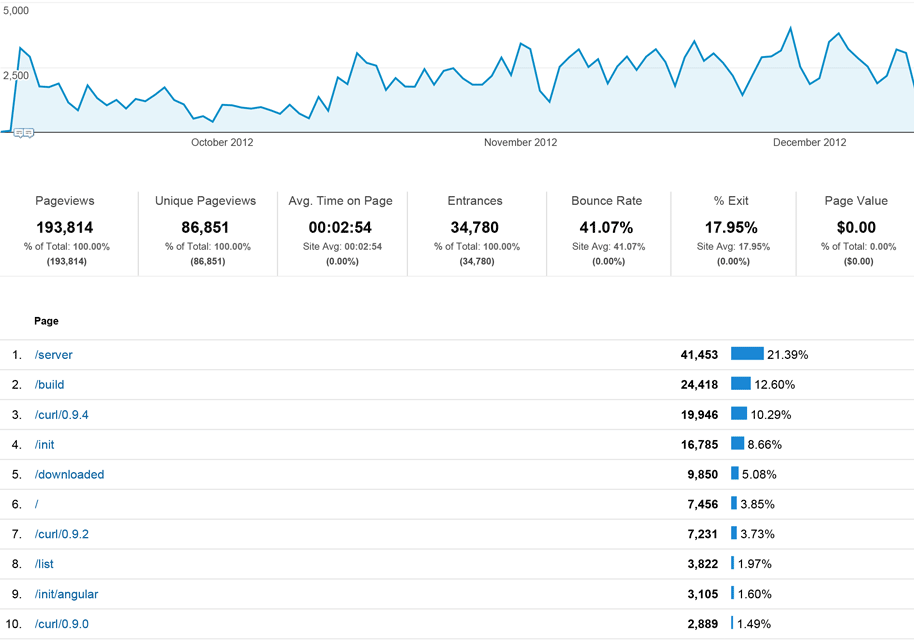 5,000
2,500
October 2012 November 2012 December 2012
Pageviews Unique Pageviews Avg. Time on Page Entrances Bounce Rate % Exit Page Value
193,814 86,851 00:02:54 34,780 41.07% 17.95% $0.00
% of Total: 100.00% % of Total: 100.00% Site Avg: 00:02:54 % of Total: 100.00% Site Avg: 41.07% Site Avg: 17.95% % of Total: 0.00%
(193,814) (86,851) (0.00%) (34,780) (0.00%) (0.00%) ($0.00)
Page
1. /server 41,453 21.39%
2. /build 24,418 12.60%
3. /curl/0.9.4 19,946 10.29%
4. /init 16,785 8.66%
5. /downloaded 9,850 5.08%
6. / 7,456 3.85%
7. /curl/0.9.2 7,231 3.73%
8. /list 3,822 1.97%
9. /init/angular 3,105 1.60%
10. /curl/0.9.0 2,889 1.49%